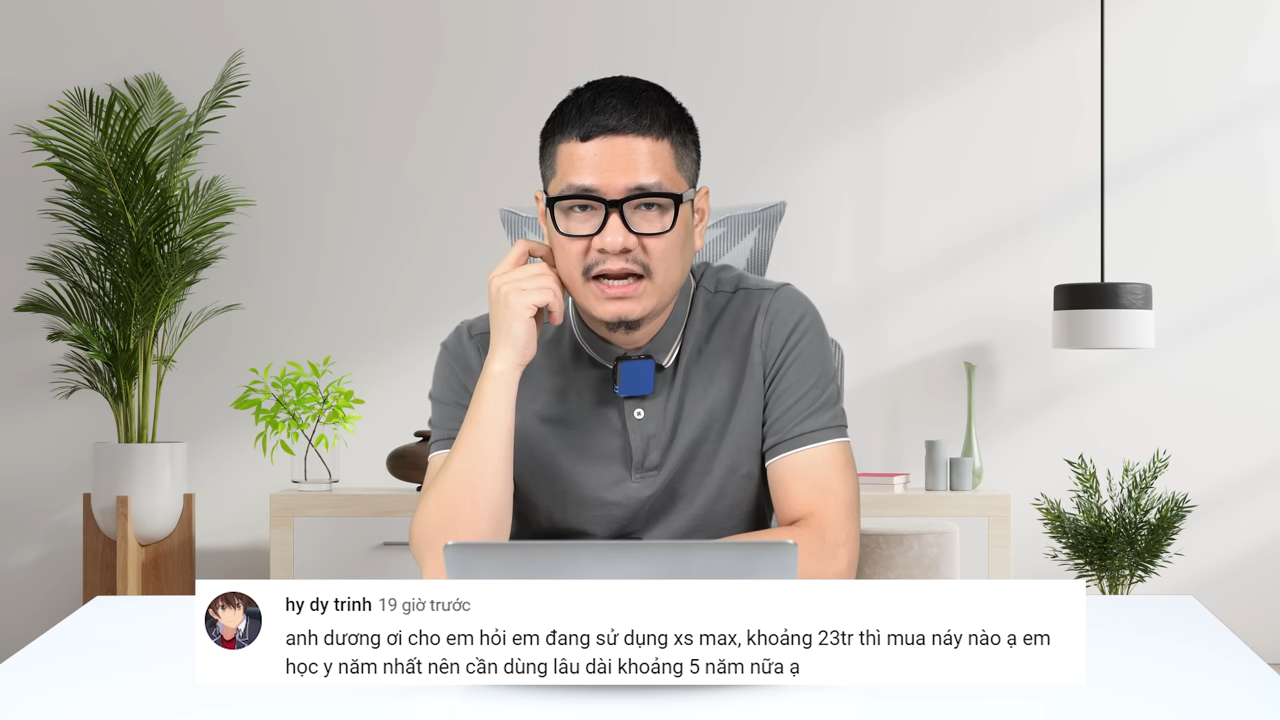 hy dy trinh 19 giờ trước
anh dương ơi cho em hỏi em đang sử dụng xs max, khoảng 23tr thì mua náy nào ạ em
học y năm nhất nên cần dùng lâu dài khoảng 5 năm nữa ạ